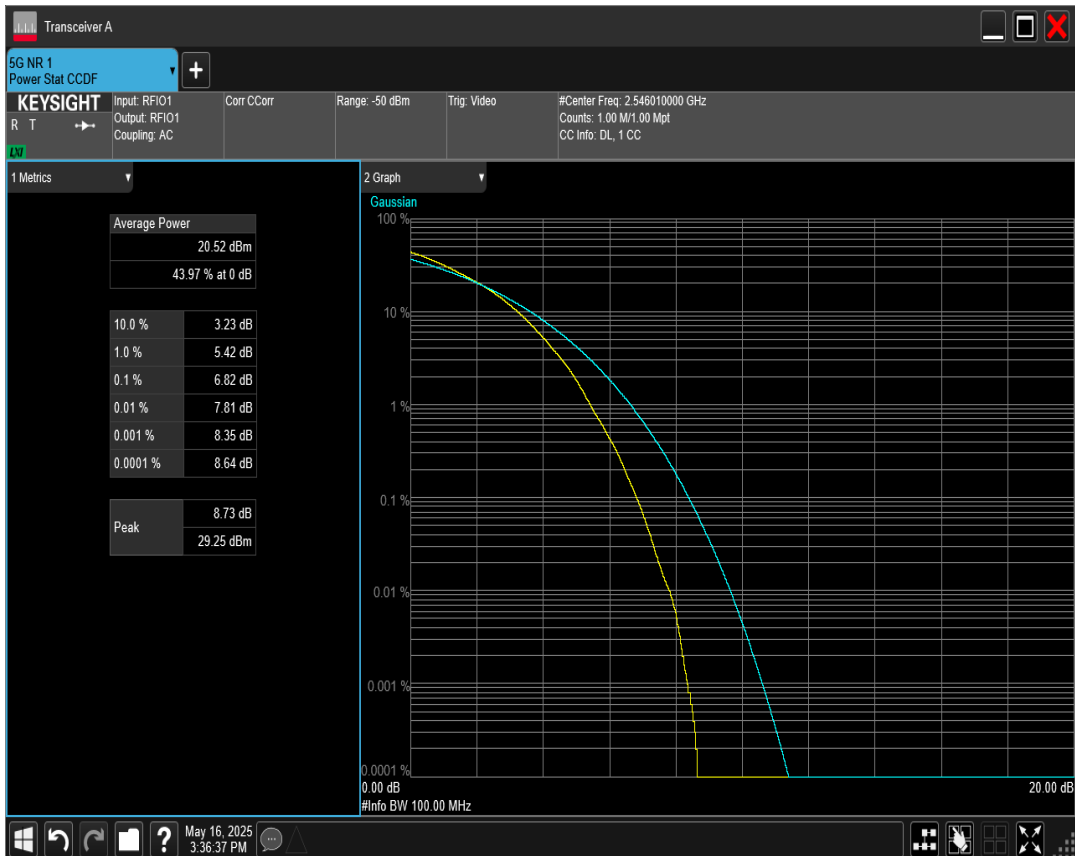 Transceiver A
5G NR 1
Power Stat CCDF
KEYSIGHT
R T
LXI
Input: RFIO1
Output: RFIO1
Coupling: AC
Corr CCorr
Range: -50 dBm
Trig: Video
#Center Freq: 2.546010000 GHz
Counts: 1.00 M/1.00 Mpt
CC Info: DL, 1 CC
1 Metrics
Average Power
20.52 dBm
43.97 % at 0 dB
10.0 % 3.23 dB
1.0 % 5.42 dB
0.1 % 6.82 dB
0.01 % 7.81 dB
0.001 % 8.35 dB
0.0001 % 8.64 dB
Peak
8.73 dB
29.25 dBm
2 Graph
Gaussian
100 %
10 %
1 %
0.1 %
0.01 %
0.001 %
0.0001 %
0.00 dB 20.00 dB
#Info BW 100.00 MHz
? May 16, 2025
3:36:37 PM